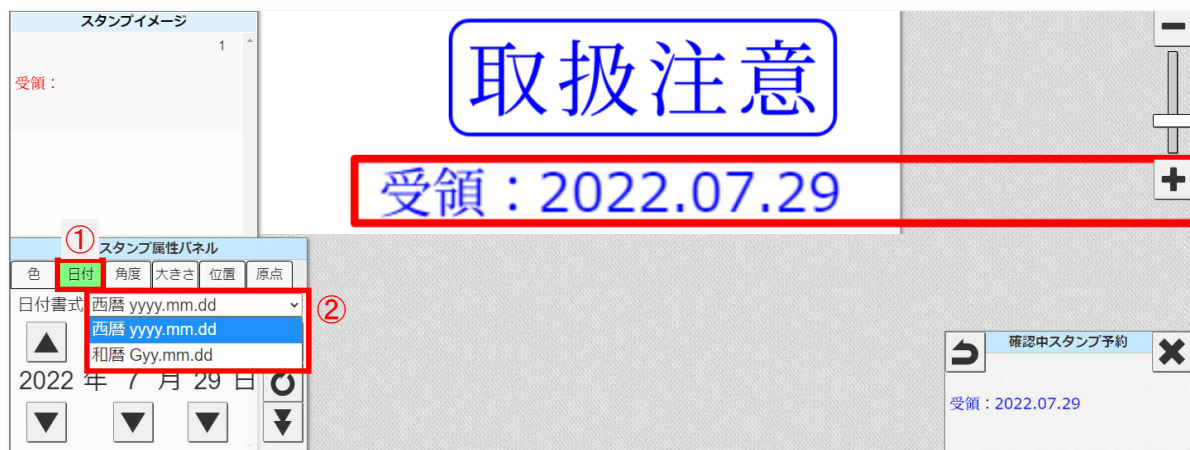 スタンプイメージ
1
受領：
取扱注意
受領：2022.07.29
①
スタンプ属性パネル
色 日付 角度 大きさ 位置 原点
日付書式 西暦 yyyy.mm.dd
②
西暦 yyyy.mm.dd
和暦 Gyy.mm.dd
2022 年 7 月 29 日
確認中スタンプ予約
受領：2022.07.29